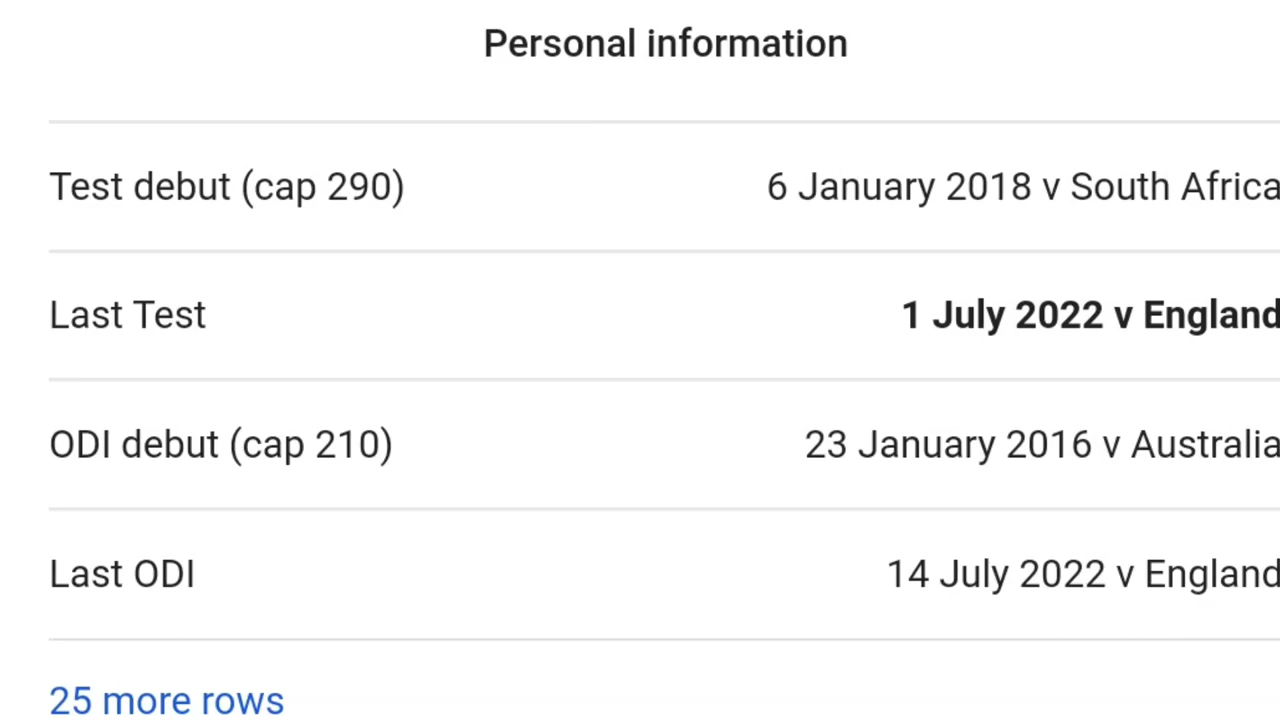 Personal information
Test debut (cap 290) 6 January 2018 v South Africa
Last Test 1 July 2022 v England
ODI debut (cap 210) 23 January 2016 v Australia
Last ODI 14 July 2022 v England
25 more rows